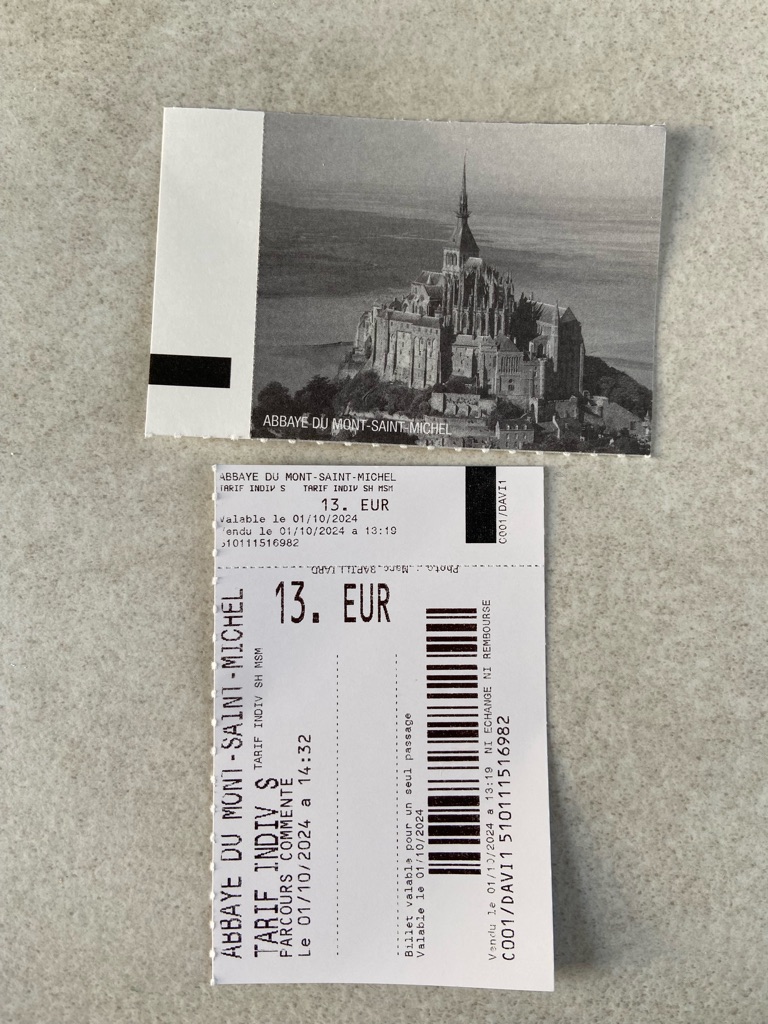 ABBAYE DU MONT-SAINT-MICHEL
ABBAYE DU MONT-SAINT-MICHEL
TARIF INDIV S TARIF INDIV SH MSM
13. EUR
Valable le 01/10/2024
Vendu le 01/10/2024 a 13:19
510111516982
C001/DAVI1
Photo : Marc RAPILLIARD
13. EUR
ABBAYE DU MONT-SAINT-MICHEL
TARIF INDIV S TARIF INDIV SH MSM
PARCOURS COMMENTE
Le 01/10/2024 a 14:32
Billet valable pour un seul passage
Valable le 01/10/2024
Vendu le 01/10/2024 a 13:19 NI ECHANGE NI REMBOURSE
C001/DAVI1 510111516982